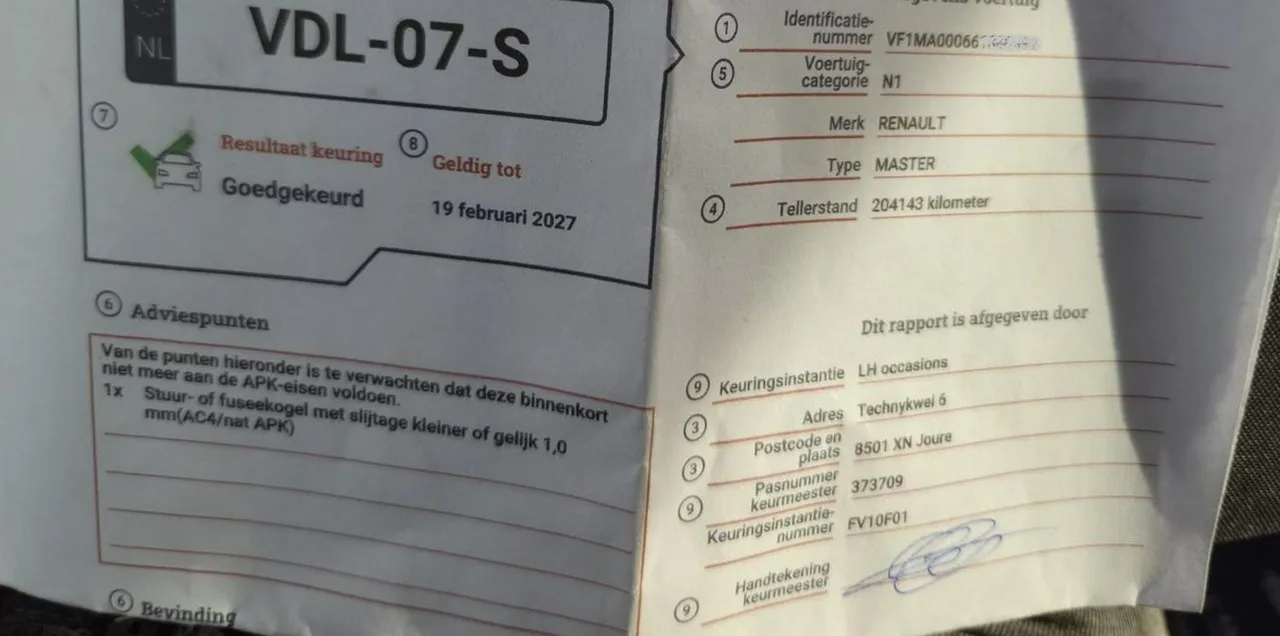 NL
VDL-07-S
7
Resultaat keuring
Goedgekeurd
8
Geldig tot
19 februari 2027
6 Adviespunten
Van de punten hieronder is te verwachten dat deze binnenkort
niet meer aan de APK-eisen voldoen.
1x Stuur- of fuseekogel met slijtage kleiner of gelijk 1,0
mm(AC4/nat APK)
6 Bevinding
1 Identificatie-
nummer VF1MA00066
5 Voertuig-
categorie N1
Merk RENAULT
Type MASTER
4 Tellerstand 204143 kilometer
Dit rapport is afgegeven door
9 Keuringsinstantie LH occasions
3 Adres Technykwei 6
3 Postcode en
plaats 8501 XN Joure
9 Pasnummer
keurmeester 373709
Keuringsinstantie-
nummer FV10F01
9 Handtekening
keurmeester